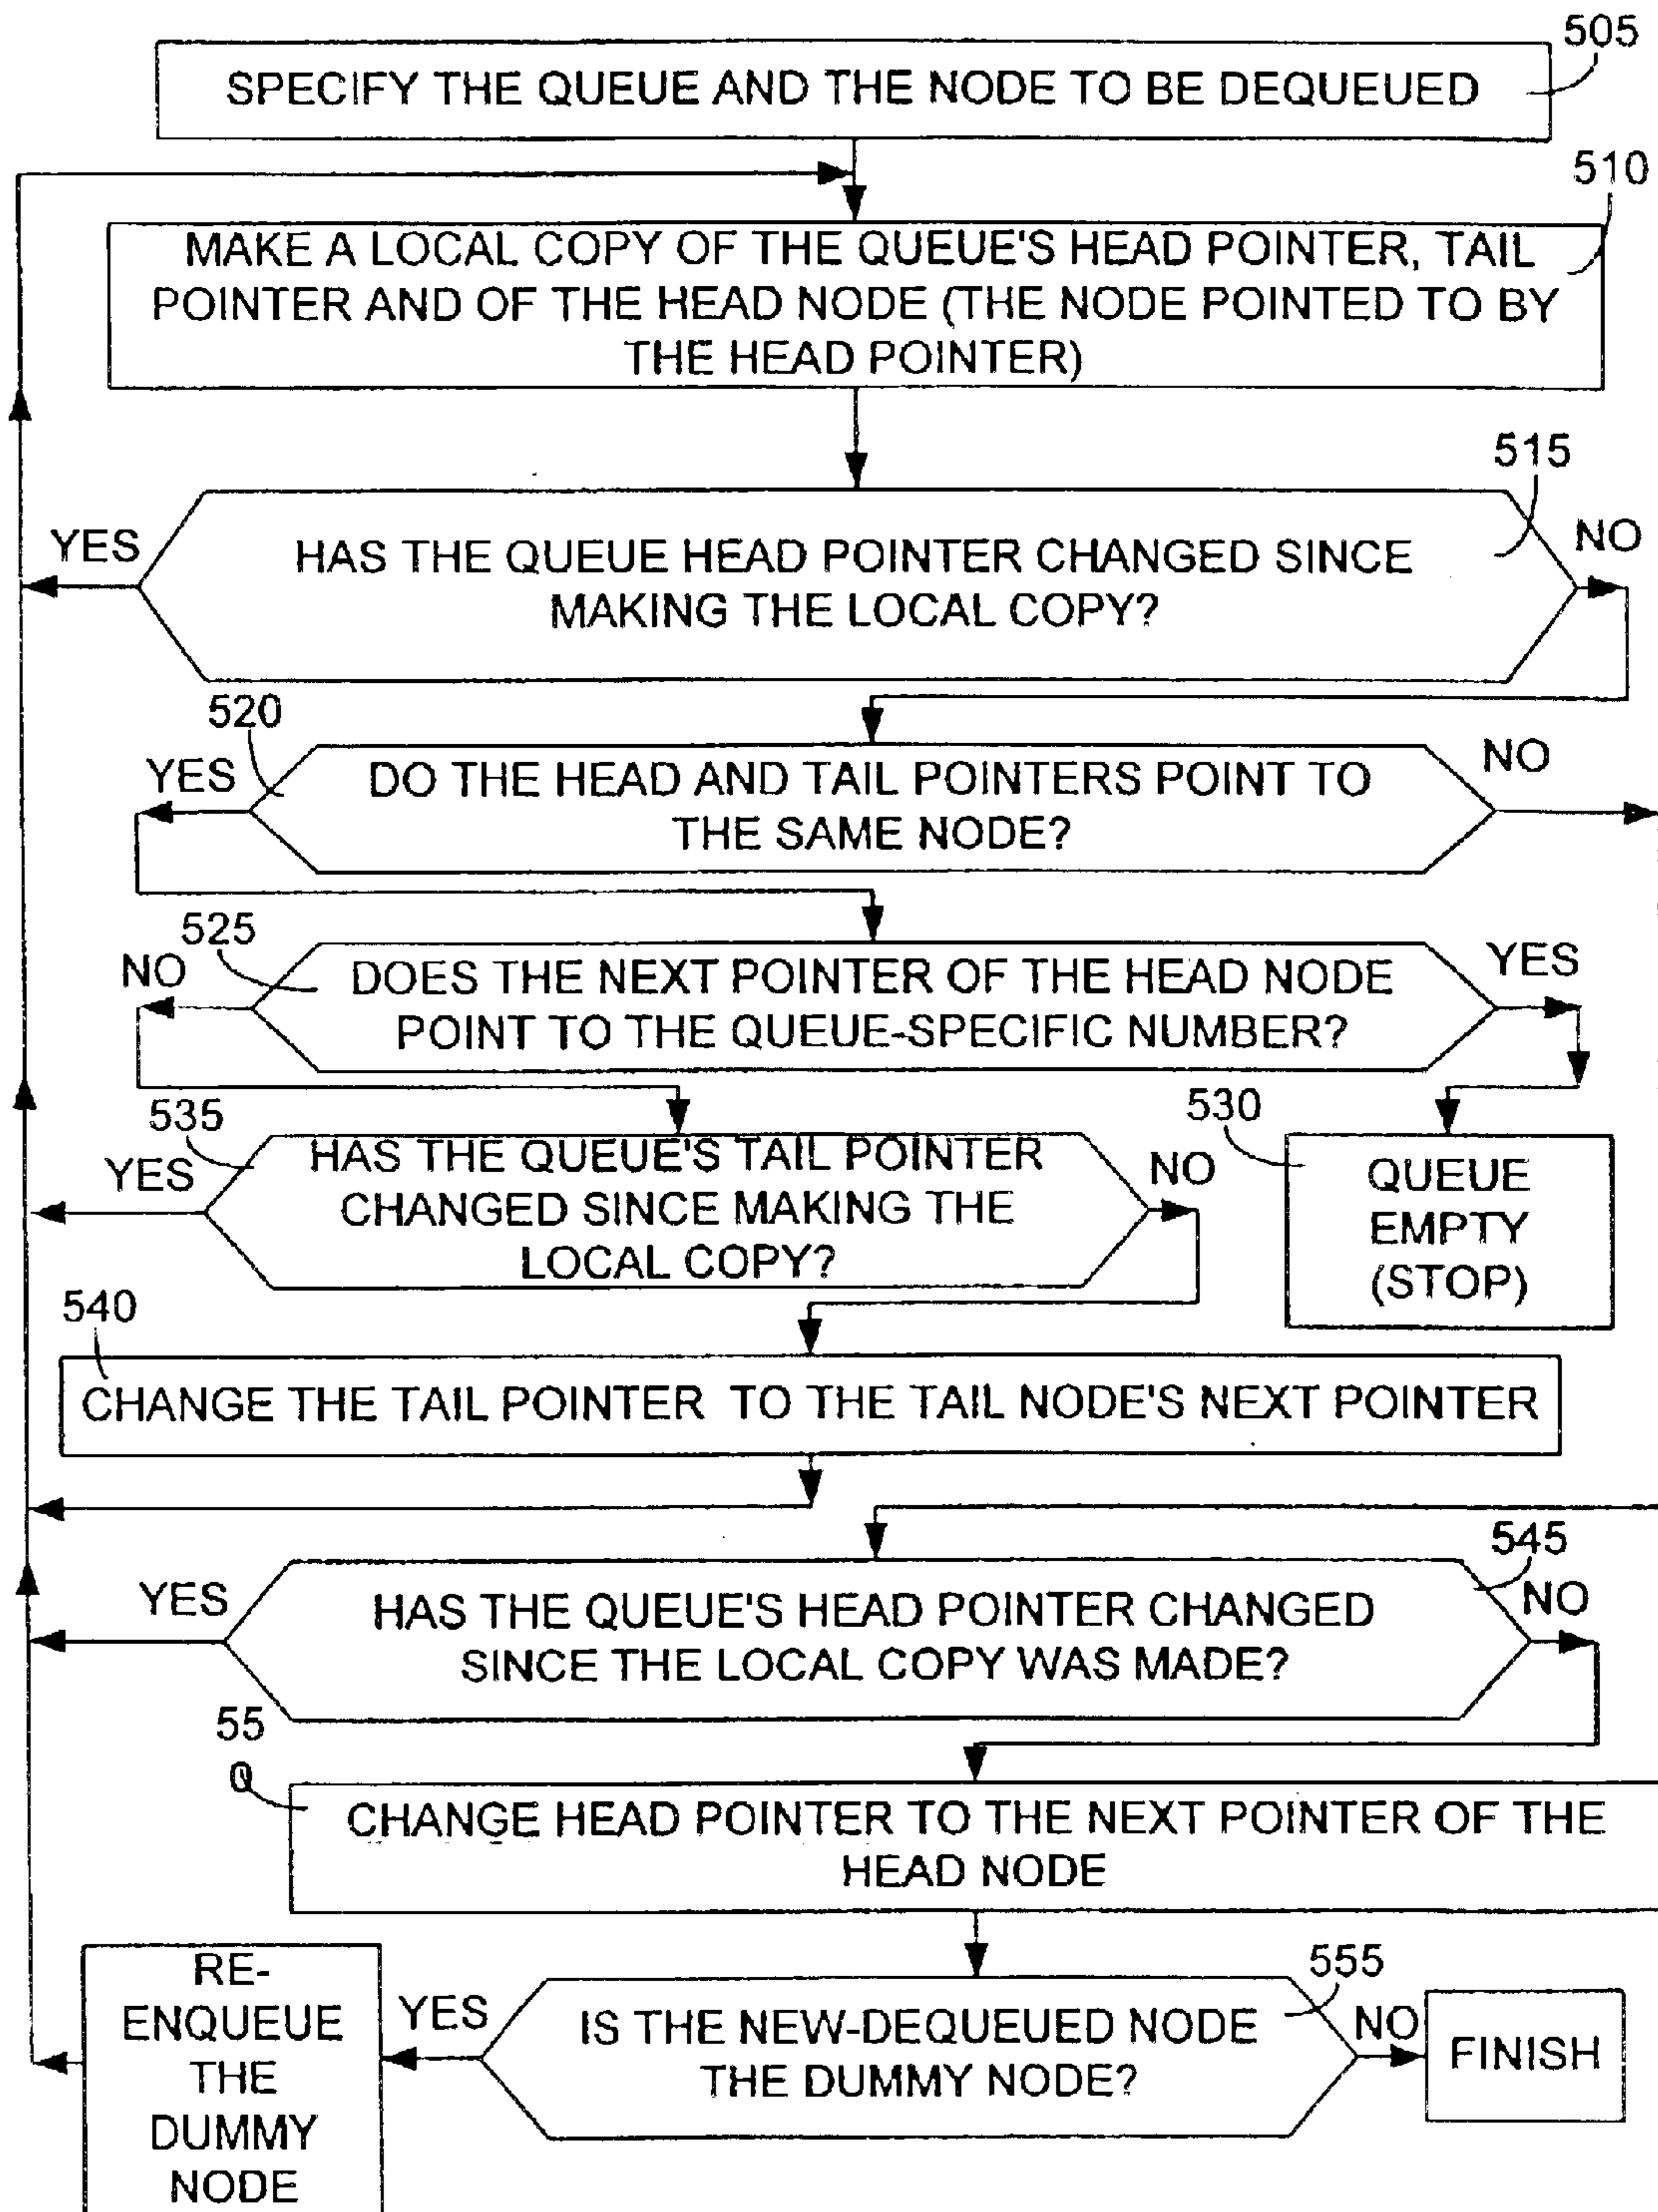 505
SPECIFY THE QUEUE AND THE NODE TO BE DEQUEUED
510
MAKE A LOCAL COPY OF THE QUEUE'S HEAD POINTER, TAIL
POINTER AND OF THE HEAD NODE (THE NODE POINTED TO BY
THE HEAD POINTER)
515
YES
HAS THE QUEUE HEAD POINTER CHANGED SINCE
MAKING THE LOCAL COPY?
NO
520
YES
DO THE HEAD AND TAIL POINTERS POINT TO
THE SAME NODE?
NO
525
NO
DOES THE NEXT POINTER OF THE HEAD NODE
POINT TO THE QUEUE-SPECIFIC NUMBER?
YES
535
YES
HAS THE QUEUE'S TAIL POINTER
CHANGED SINCE MAKING THE
LOCAL COPY?
NO
530
QUEUE
EMPTY
(STOP)
540
CHANGE THE TAIL POINTER TO THE TAIL NODE'S NEXT POINTER
545
YES
HAS THE QUEUE'S HEAD POINTER CHANGED
SINCE THE LOCAL COPY WAS MADE?
NO
55
0
CHANGE HEAD POINTER TO THE NEXT POINTER OF THE
HEAD NODE
555
IS THE NEW-DEQUEUED NODE
THE DUMMY NODE?
YES
NO
FINISH
RE-
ENQUEUE
THE
DUMMY
NODE